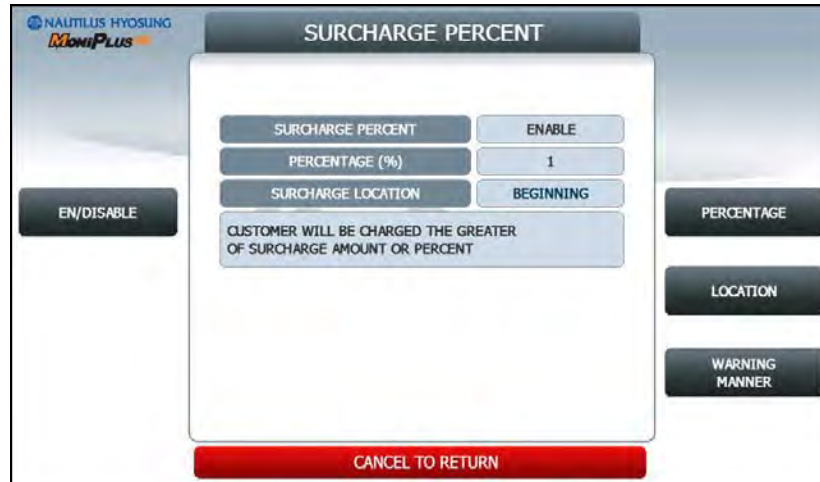 NAUTILUS HYOSUNG
MONIPLUS
SURCHARGE PERCENT
SURCHARGE PERCENT ENABLE
PERCENTAGE (%) 1
SURCHARGE LOCATION BEGINNING
CUSTOMER WILL BE CHARGED THE GREATER
OF SURCHARGE AMOUNT OR PERCENT
EN/DISABLE
PERCENTAGE
LOCATION
WARNING
MANNER
CANCEL TO RETURN